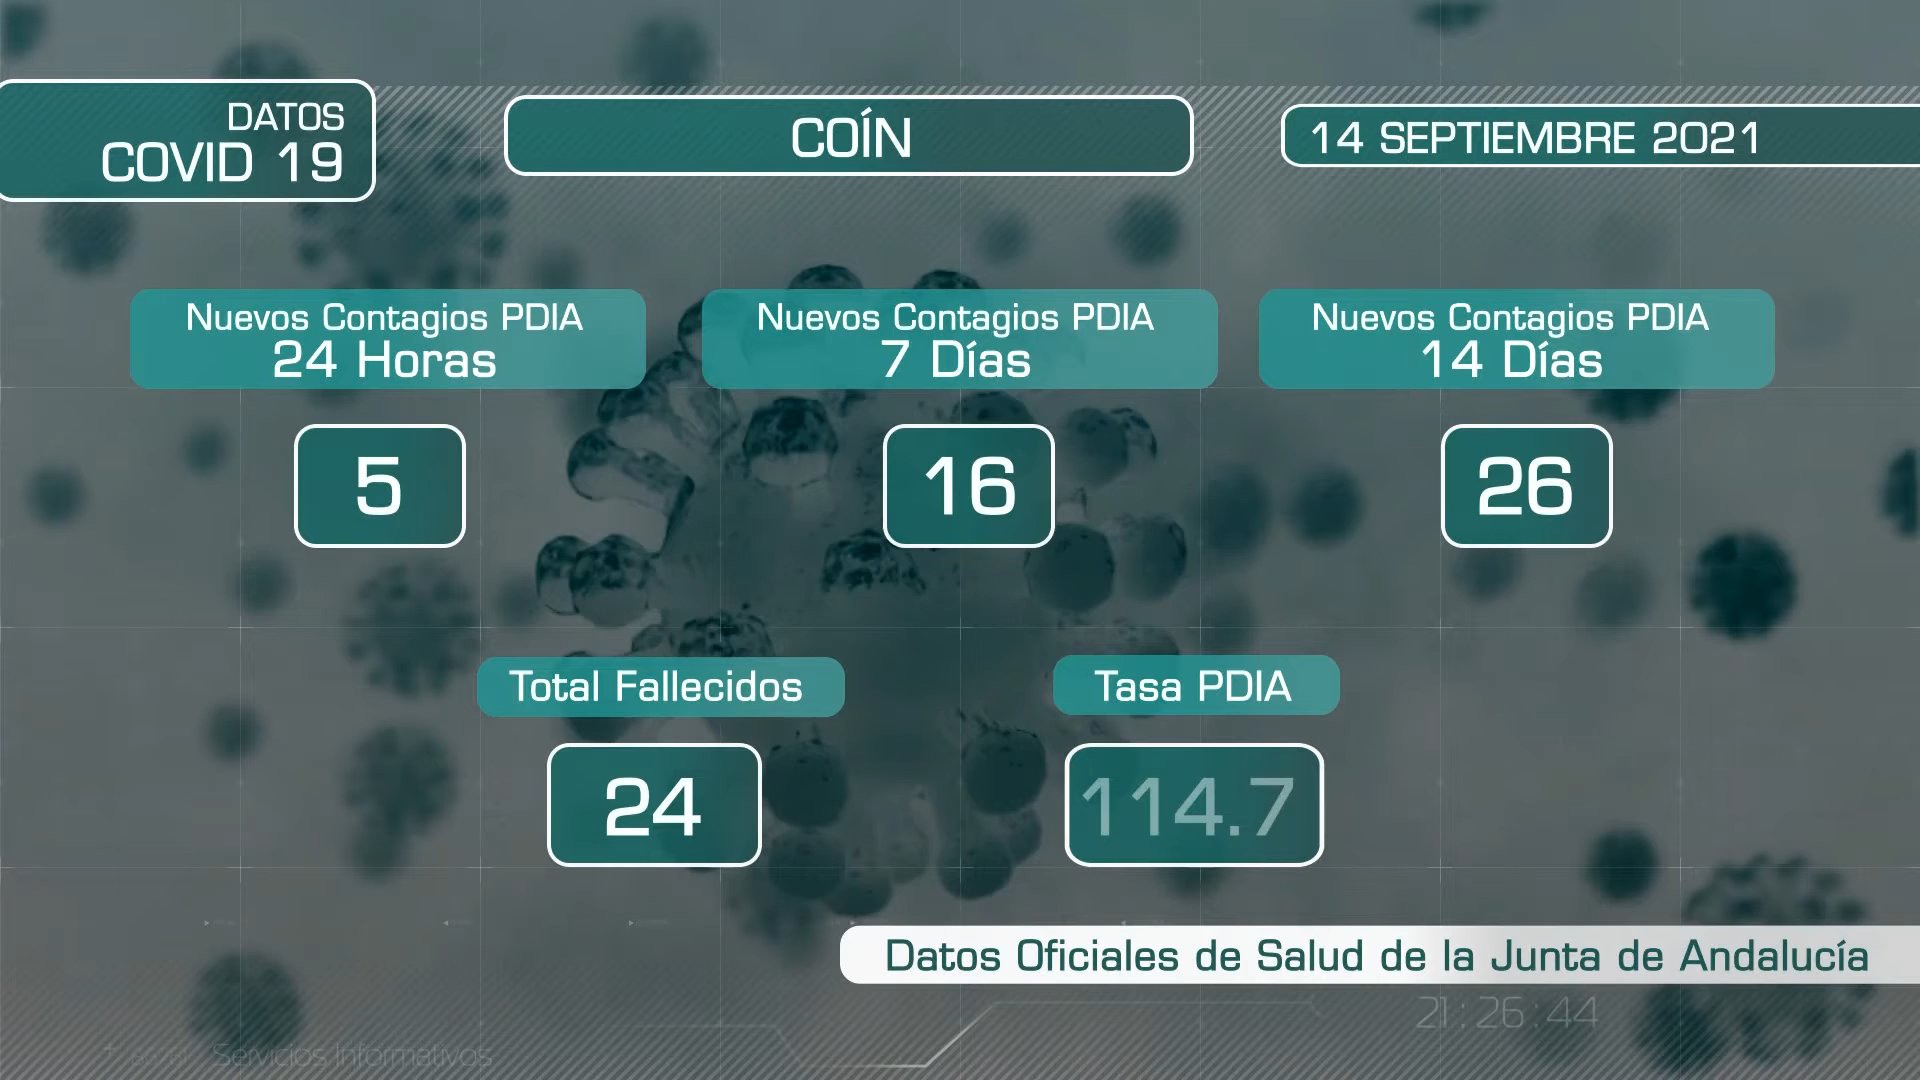 DATOS
COVID 19
COÍN
14 SEPTIEMBRE 2021
Nuevos Contagios PDIA
24 Horas
Nuevos Contagios PDIA
7 Días
Nuevos Contagios PDIA
14 Días
5
16
26
Total Fallecidos
Tasa PDIA
24
114.7
Datos Oficiales de Salud de la Junta de Andalucía
21:26:44
Servicios Informativos